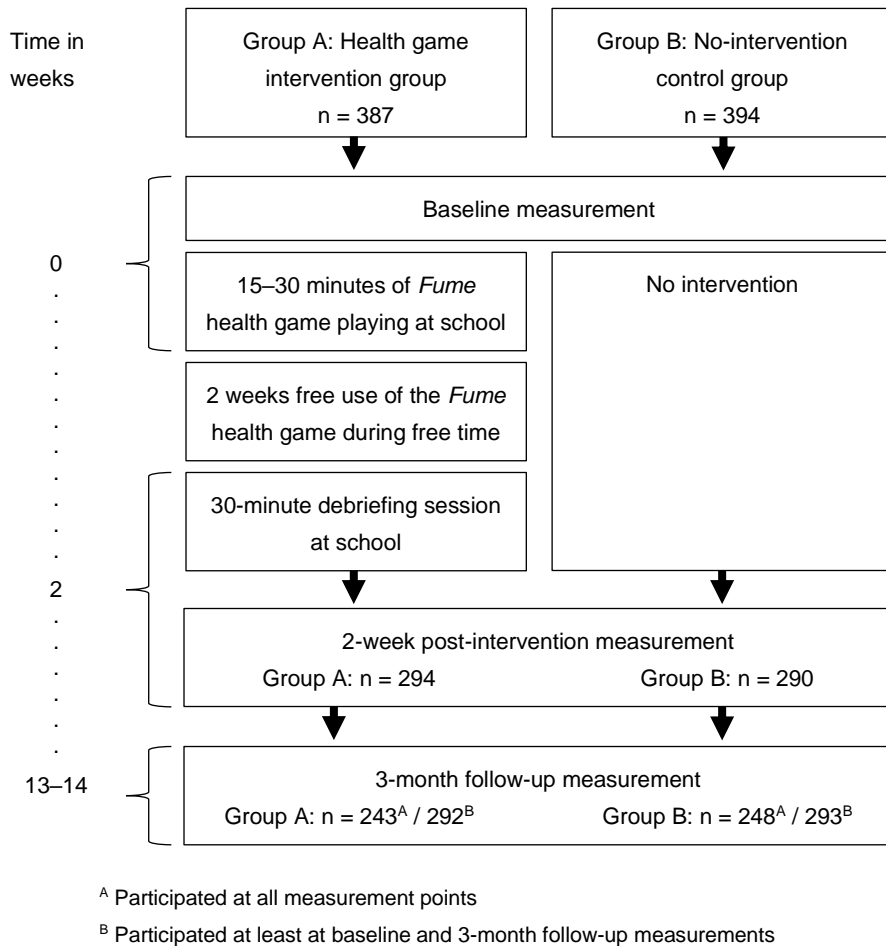 Time in
weeks
Group A: Health game
intervention group
n = 387
Group B: No-intervention
control group
n = 394
Baseline measurement
0
15–30 minutes of Fume
health game playing at school
No intervention
2 weeks free use of the Fume
health game during free time
30-minute debriefing session
at school
2
2-week post-intervention measurement
Group A: n = 294
Group B: n = 290
13–14
3-month follow-up measurement
Group A: n = 243ᴬ / 292ᴮ
Group B: n = 248ᴬ / 293ᴮ
ᴬ Participated at all measurement points
ᴮ Participated at least at baseline and 3-month follow-up measurements